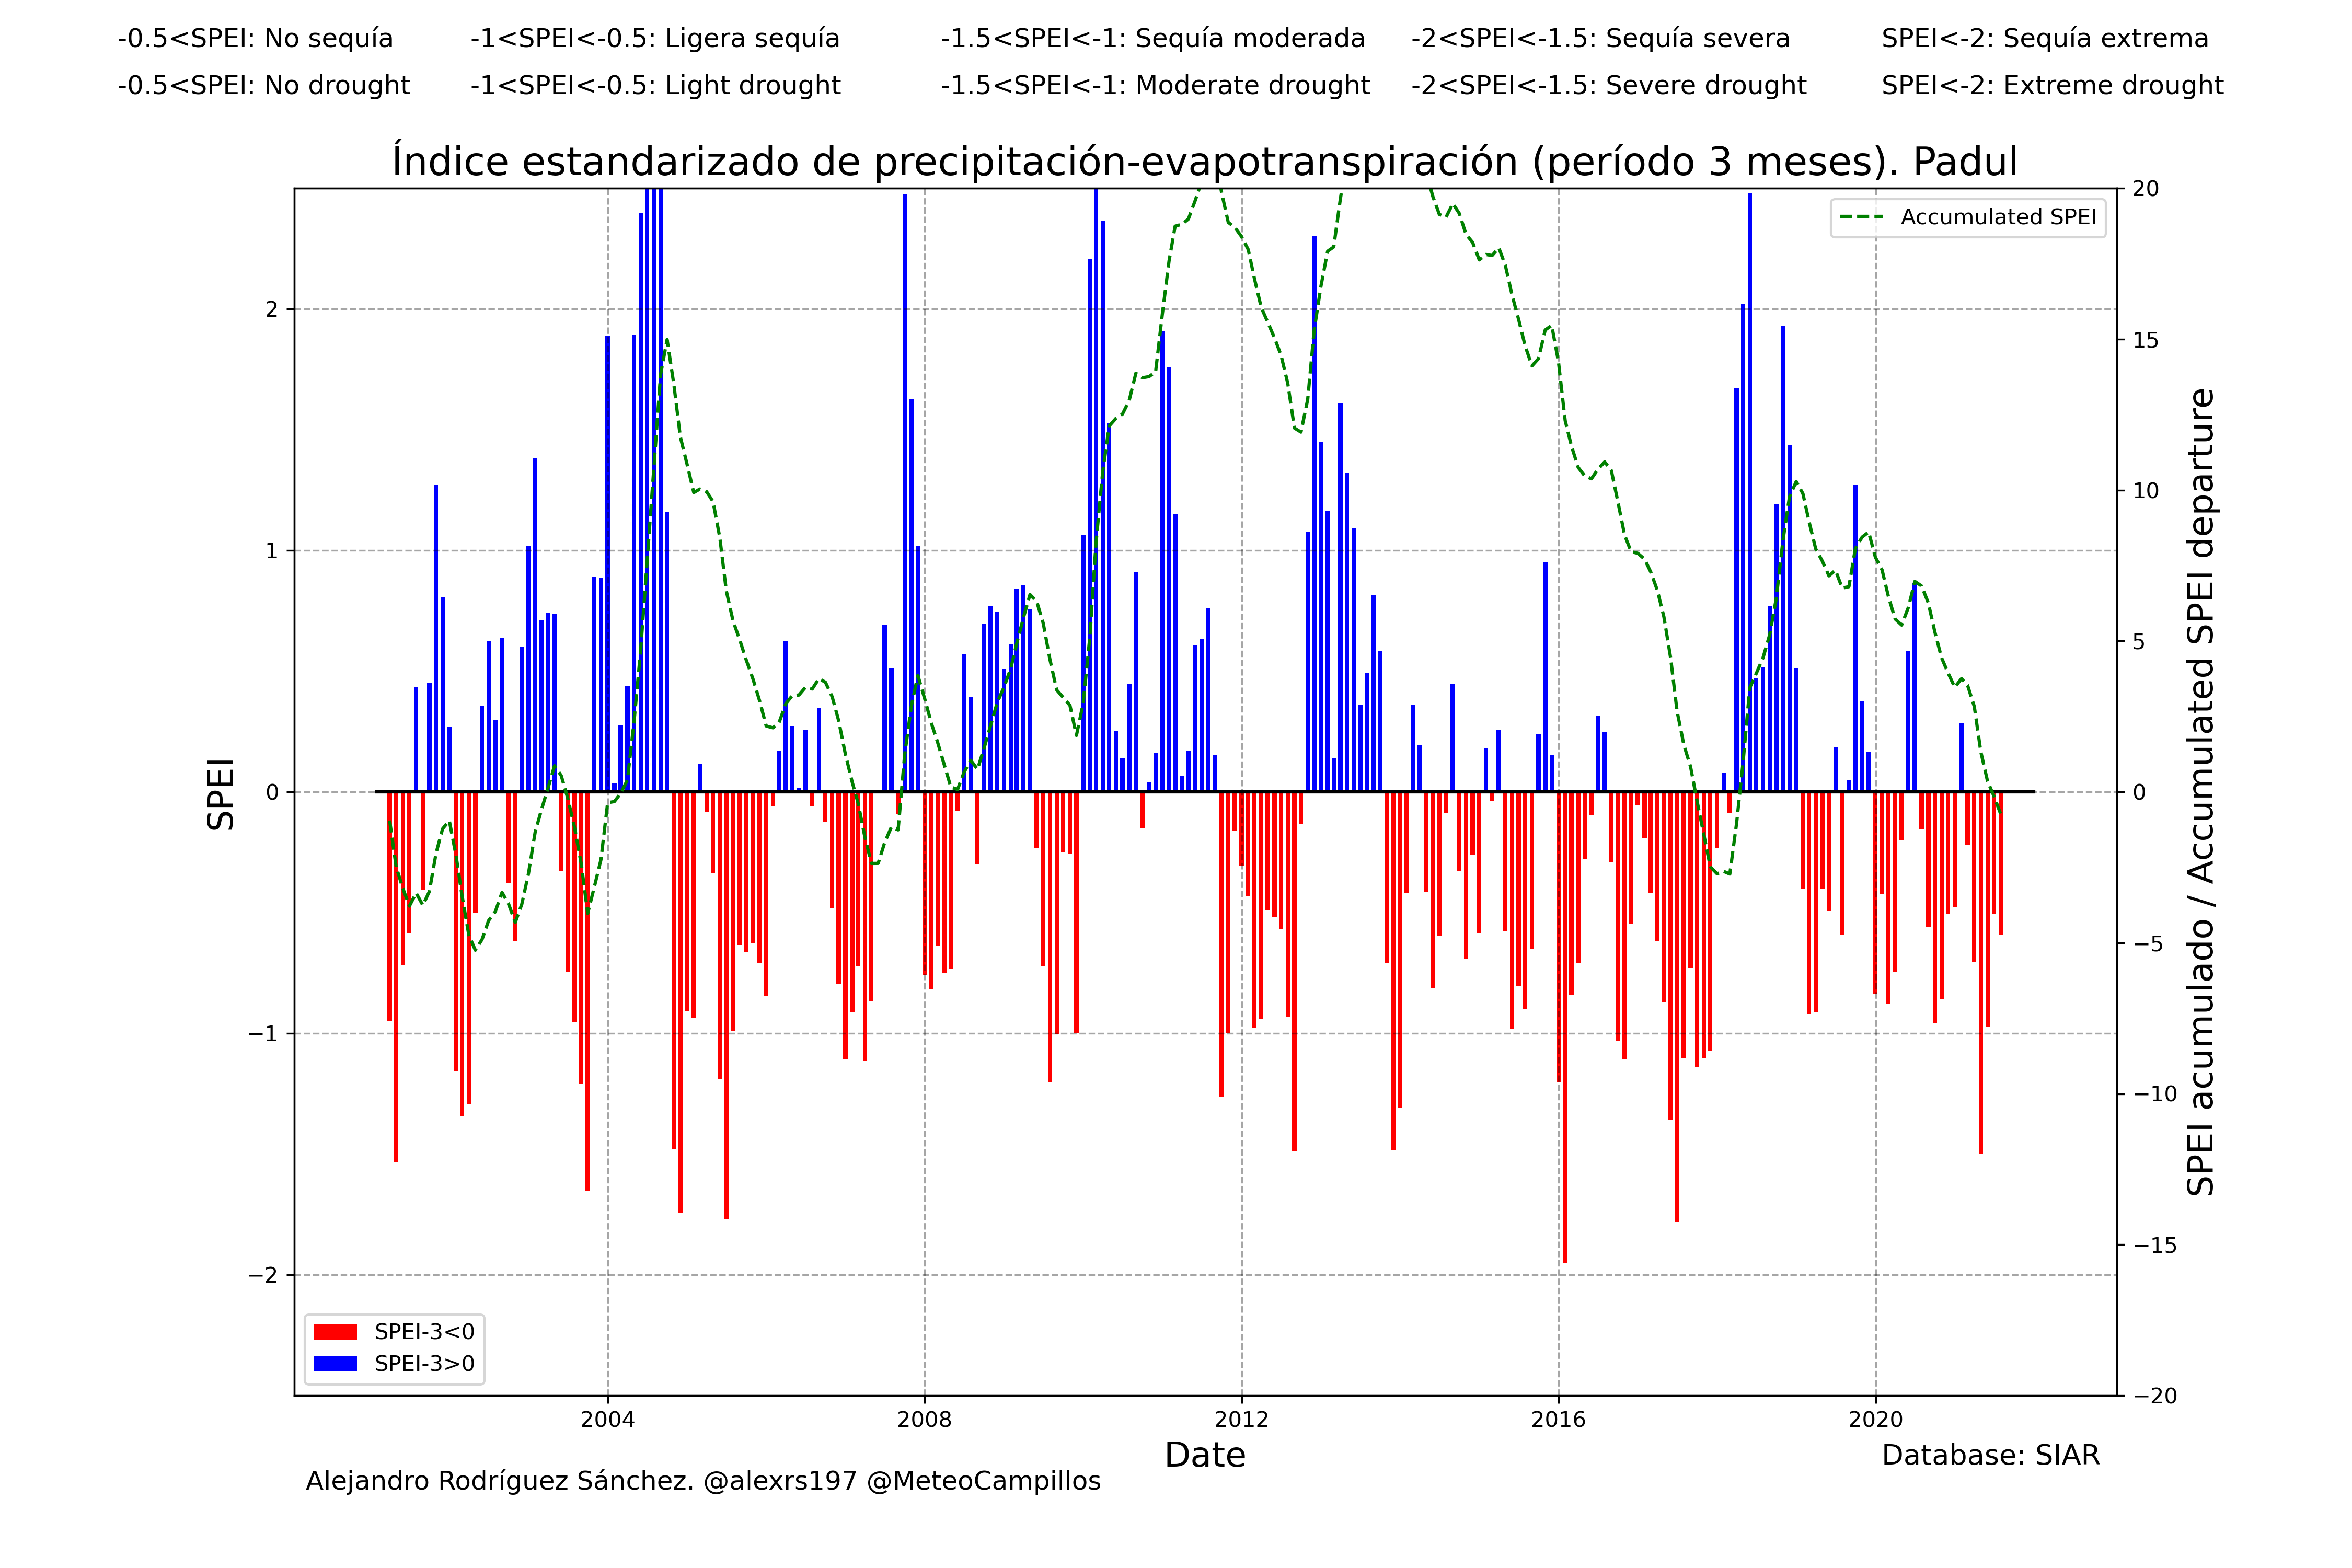 -0.5<SPEI: No sequía -1<SPEI<-0.5: Ligera sequía -1.5<SPEI<-1: Sequía moderada -2<SPEI<-1.5: Sequía severa SPEI<-2: Sequía extrema
-0.5<SPEI: No drought -1<SPEI<-0.5: Light drought -1.5<SPEI<-1: Moderate drought -2<SPEI<-1.5: Severe drought SPEI<-2: Extreme drought
Índice estandarizado de precipitación-evapotranspiración (período 3 meses). Padul
Accumulated SPEI
SPEI
2
1
0
−1
−2
20
15
10
5
0
−5
−10
−15
−20
SPEI acumulado / Accumulated SPEI departure
SPEI-3<0
SPEI-3>0
2004 2008 2012 2016 2020
Date
Database: SIAR
Alejandro Rodríguez Sánchez. @alexrs197 @MeteoCampillos